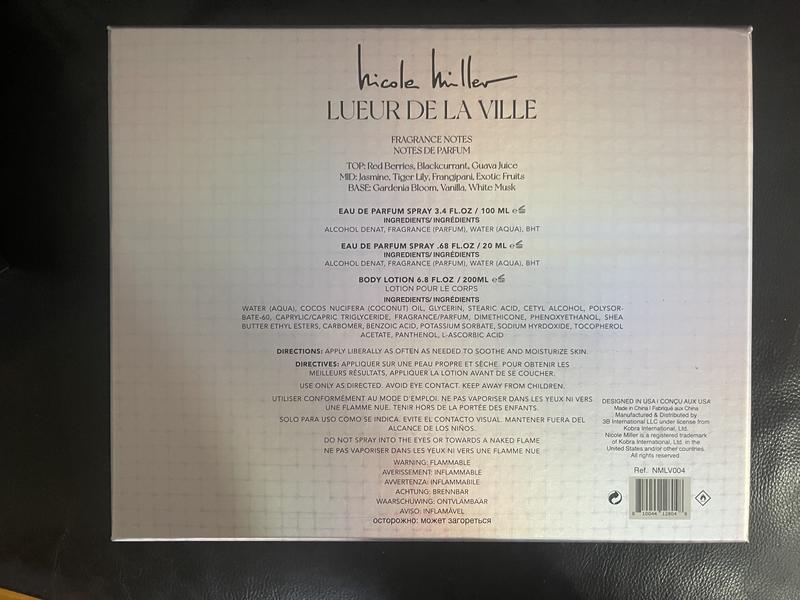 nicole miller
LUEUR DE LA VILLE
FRAGRANCE NOTES
NOTES DE PARFUM
TOP: Red Berries, Blackcurrant, Guava Juice
MID: Jasmine, Tiger Lily, Frangipani, Exotic Fruits
BASE: Gardenia Bloom, Vanilla, White Musk
EAU DE PARFUM SPRAY 3.4 FL.OZ / 100 ML e
INGREDIENTS/ INGRÉDIENTS
ALCOHOL DENAT, FRAGRANCE (PARFUM), WATER (AQUA), BHT
EAU DE PARFUM SPRAY .68 FL.OZ / 20 ML e
INGREDIENTS/ INGRÉDIENTS
ALCOHOL DENAT, FRAGRANCE (PARFUM), WATER (AQUA), BHT
BODY LOTION 6.8 FL.OZ / 200ML e
LOTION POUR LE CORPS
INGREDIENTS/ INGRÉDIENTS
WATER (AQUA), COCOS NUCIFERA (COCONUT) OIL, GLYCERIN, STEARIC ACID, CETYL ALCOHOL, POLYSOR-
BATE-60, CAPRYLIC/CAPRIC TRIGLYCERIDE, FRAGRANCE/PARFUM, DIMETHICONE, PHENOXYETHANOL, SHEA
BUTTER ETHYL ESTERS, CARBOMER, BENZOIC ACID, POTASSIUM SORBATE, SODIUM HYRDOXIDE, TOCOPHEROL
ACETATE, PANTHENOL, L-ASCORBIC ACID
DIRECTIONS: APPLY LIBERALLY AS OFTEN AS NEEDED TO SOOTHE AND MOISTURIZE SKIN.
DIRECTIVES: APPLIQUER SUR UNE PEAU PROPRE ET SÈCHE. POUR OBTENIR LES
MEILLEURS RÉSULTATS, APPLIQUER LA LOTION AVANT DE SE COUCHER.
USE ONLY AS DIRECTED. AVOID EYE CONTACT. KEEP AWAY FROM CHILDREN.
UTILISER CONFORMÉMENT AU MODE D'EMPLOI. NE PAS VAPORISER DANS LES YEUX NI VERS
UNE FLAMME NUE. TENIR HORS DE LA PORTÉE DES ENFANTS.
SOLO PARA USO COMO SE INDICA. EVITE EL CONTACTO VISUAL. MANTENER FUERA DEL
ALCANCE DE LOS NIÑOS.
DO NOT SPRAY INTO THE EYES OR TOWARDS A NAKED FLAME
NE PAS VAPORISER DANS LES YEUX NI VERS UNE FLAMME NUE
WARNING: FLAMMABLE
AVERISSEMENT: INFLAMMABLE
AVVERTENZA: INFLAMMABILE
ACHTUNG: BRENNBAR
WAARSCHUWING: ONTVLAMBAAR
AVISO: INFLAMÁVEL
осторожно: может загореться
DESIGNED IN USA I CONÇU AUX USA
Made in China I Fabriqué aux China
Manufactured & Distributed by
3B International LLC under license from
Kobra International, Ltd.
Nicole Miller is a registered trademark
of Kobra International, Ltd. in the
United States and/or other countries.
All rights reserved.
Ref. NMLV004
8 10044 12804 8